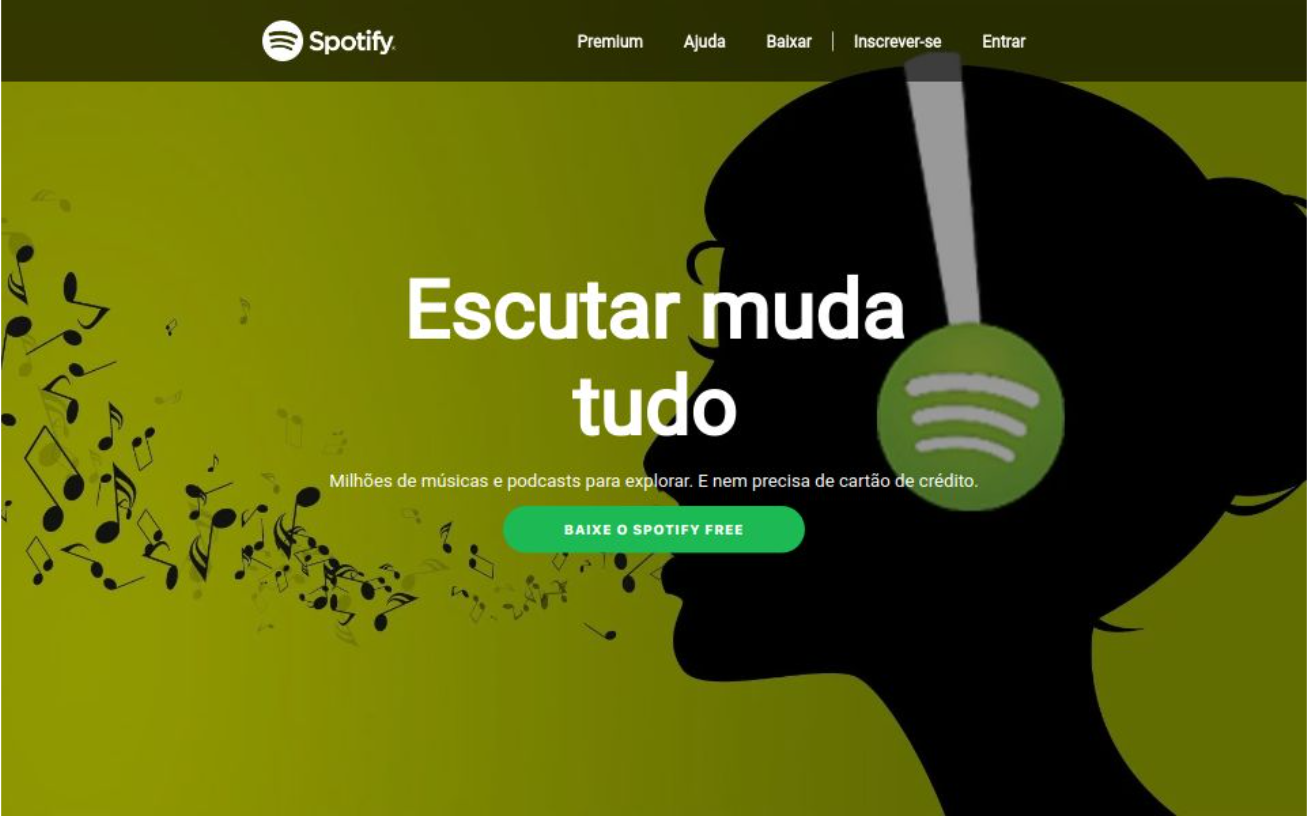 Spotify
Premium Ajuda Baixar Inscrever-se Entrar
Escutar muda
tudo
Milhões de músicas e podcasts para explorar. E nem precisa de cartão de crédito.
BAIXE O SPOTIFY FREE